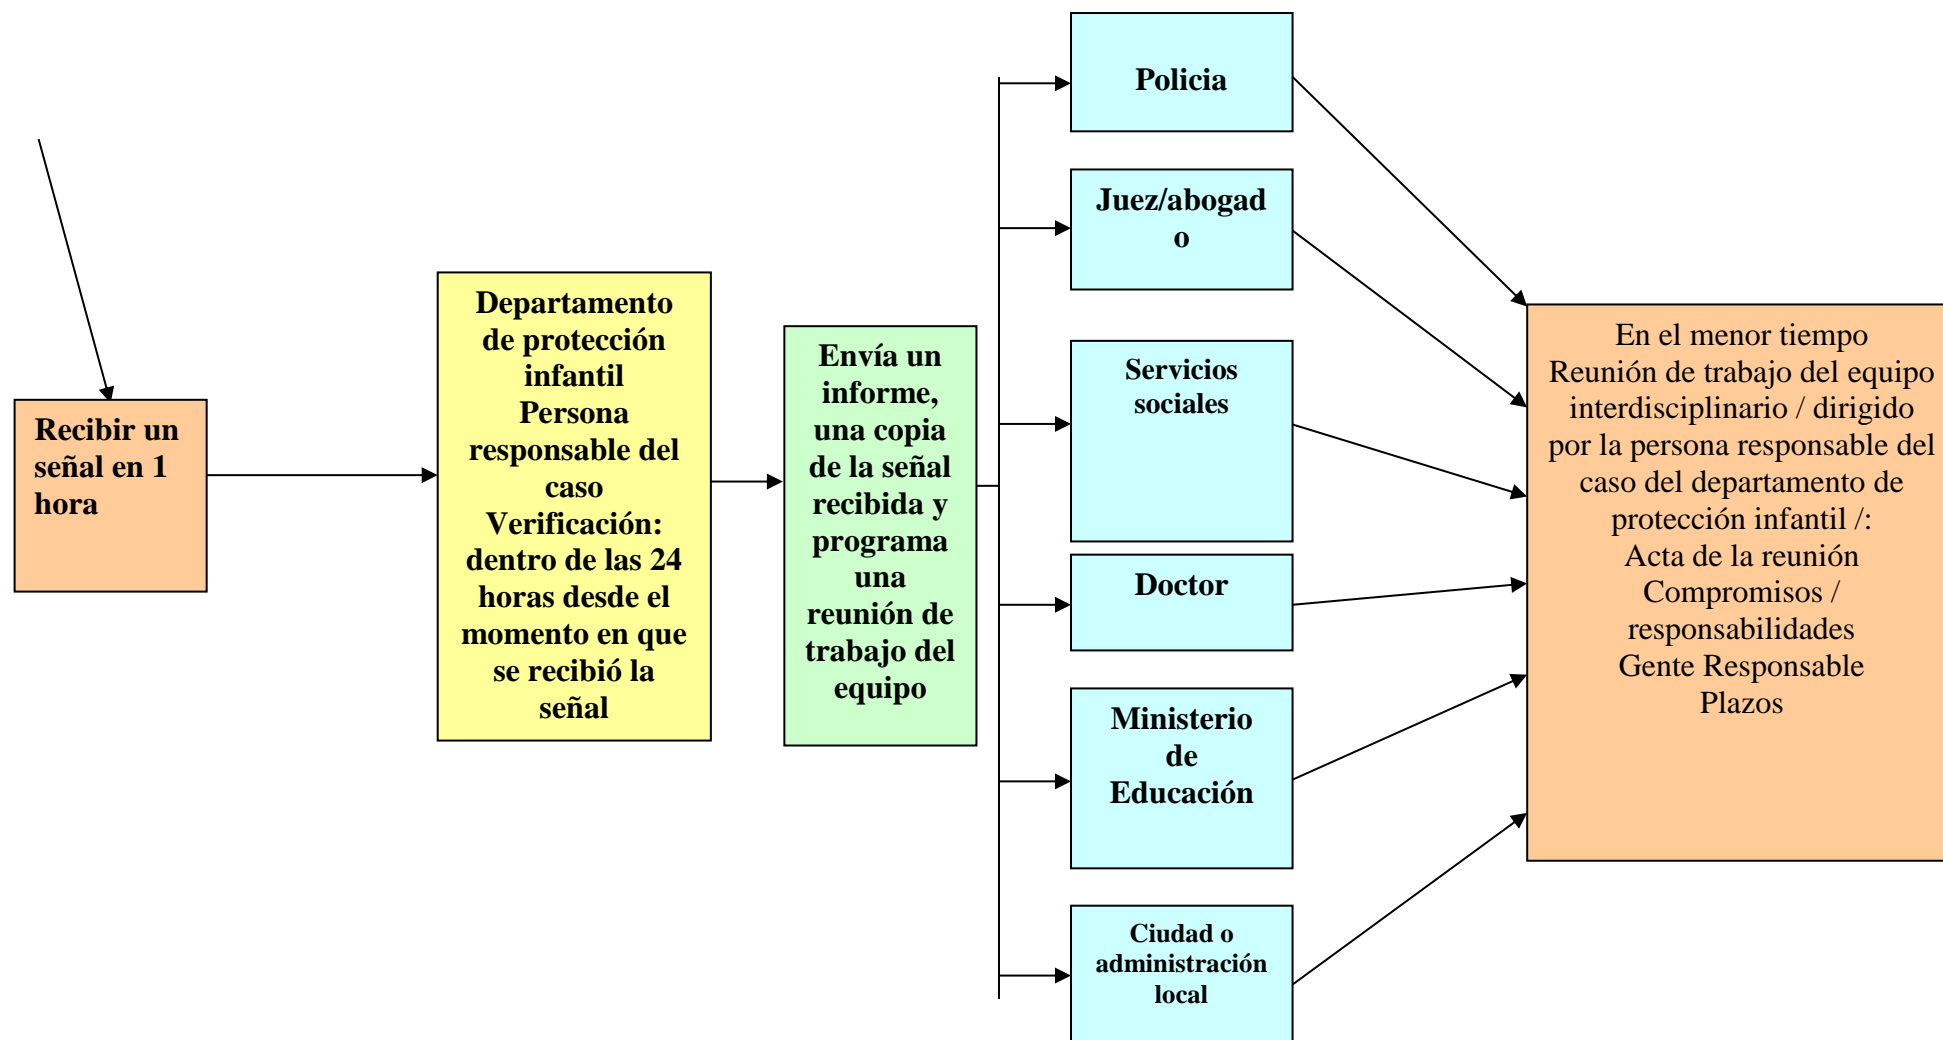 Recibir un
señal en 1
hora
Departamento
de protección
infantil
Persona
responsable del
caso
Verificación:
dentro de las 24
horas desde el
momento en que
se recibió la
señal
Envía un
informe,
una copia
de la señal
recibida y
programa
una
reunión de
trabajo del
equipo
Policia
Juez/abogad
o
Servicios
sociales
Doctor
Ministerio
de
Educación
Ciudad o
administración
local
En el menor tiempo
Reunión de trabajo del equipo
interdisciplinario / dirigido
por la persona responsable del
caso del departamento de
protección infantil /:
Acta de la reunión
Compromisos /
responsabilidades
Gente Responsable
Plazos